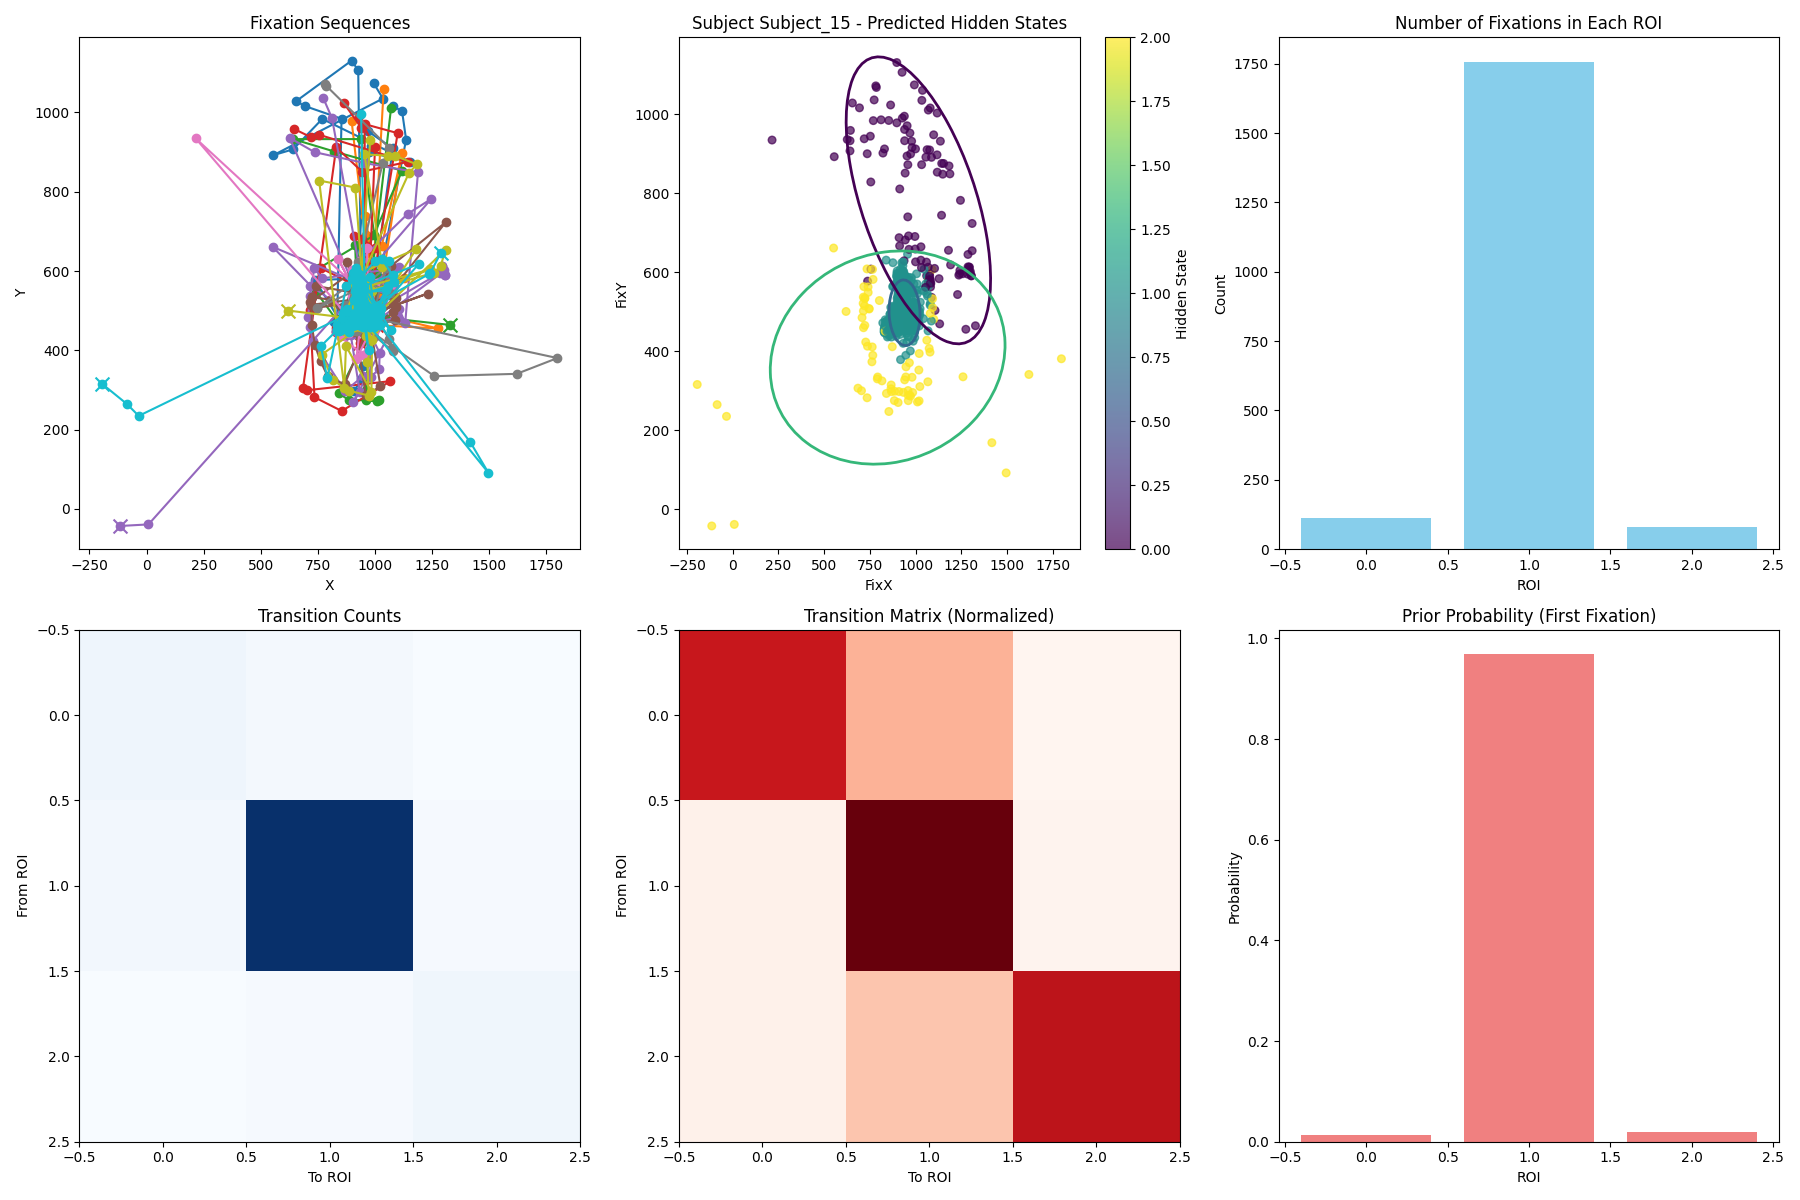 Fixation Sequences
Y
1000
800
600
400
200
0
−250 0 250 500 750 1000 1250 1500 1750
X
Subject Subject_15 - Predicted Hidden States
FixY
1000
800
600
400
200
0
−250 0 250 500 750 1000 1250 1500 1750
FixX
2.00
1.75
1.50
1.25
1.00
0.75
0.50
0.25
0.00
Hidden State
Number of Fixations in Each ROI
Count
1750
1500
1250
1000
750
500
250
0
−0.5 0.0 0.5 1.0 1.5 2.0 2.5
ROI
Transition Counts
From ROI
−0.5
0.0
0.5
1.0
1.5
2.0
2.5
−0.5 0.0 0.5 1.0 1.5 2.0 2.5
To ROI
Transition Matrix (Normalized)
From ROI
−0.5
0.0
0.5
1.0
1.5
2.0
2.5
−0.5 0.0 0.5 1.0 1.5 2.0 2.5
To ROI
Prior Probability (First Fixation)
Probability
1.0
0.8
0.6
0.4
0.2
0.0
−0.5 0.0 0.5 1.0 1.5 2.0 2.5
ROI